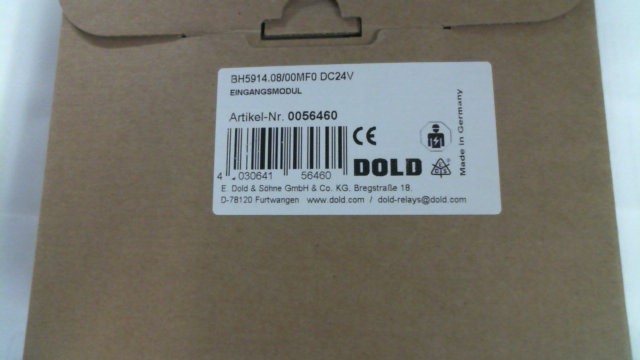 BH5914.08/00MF0 DC24V
EINGANGSMODUL
Artikel-Nr. 0056460
CE
4 030641 56460
DOLD
Made in Germany
E. Dold & Söhne GmbH & Co. KG, Bregstraße 18,
D-78120 Furtwangen www.dold.com / dold-relays@dold.com